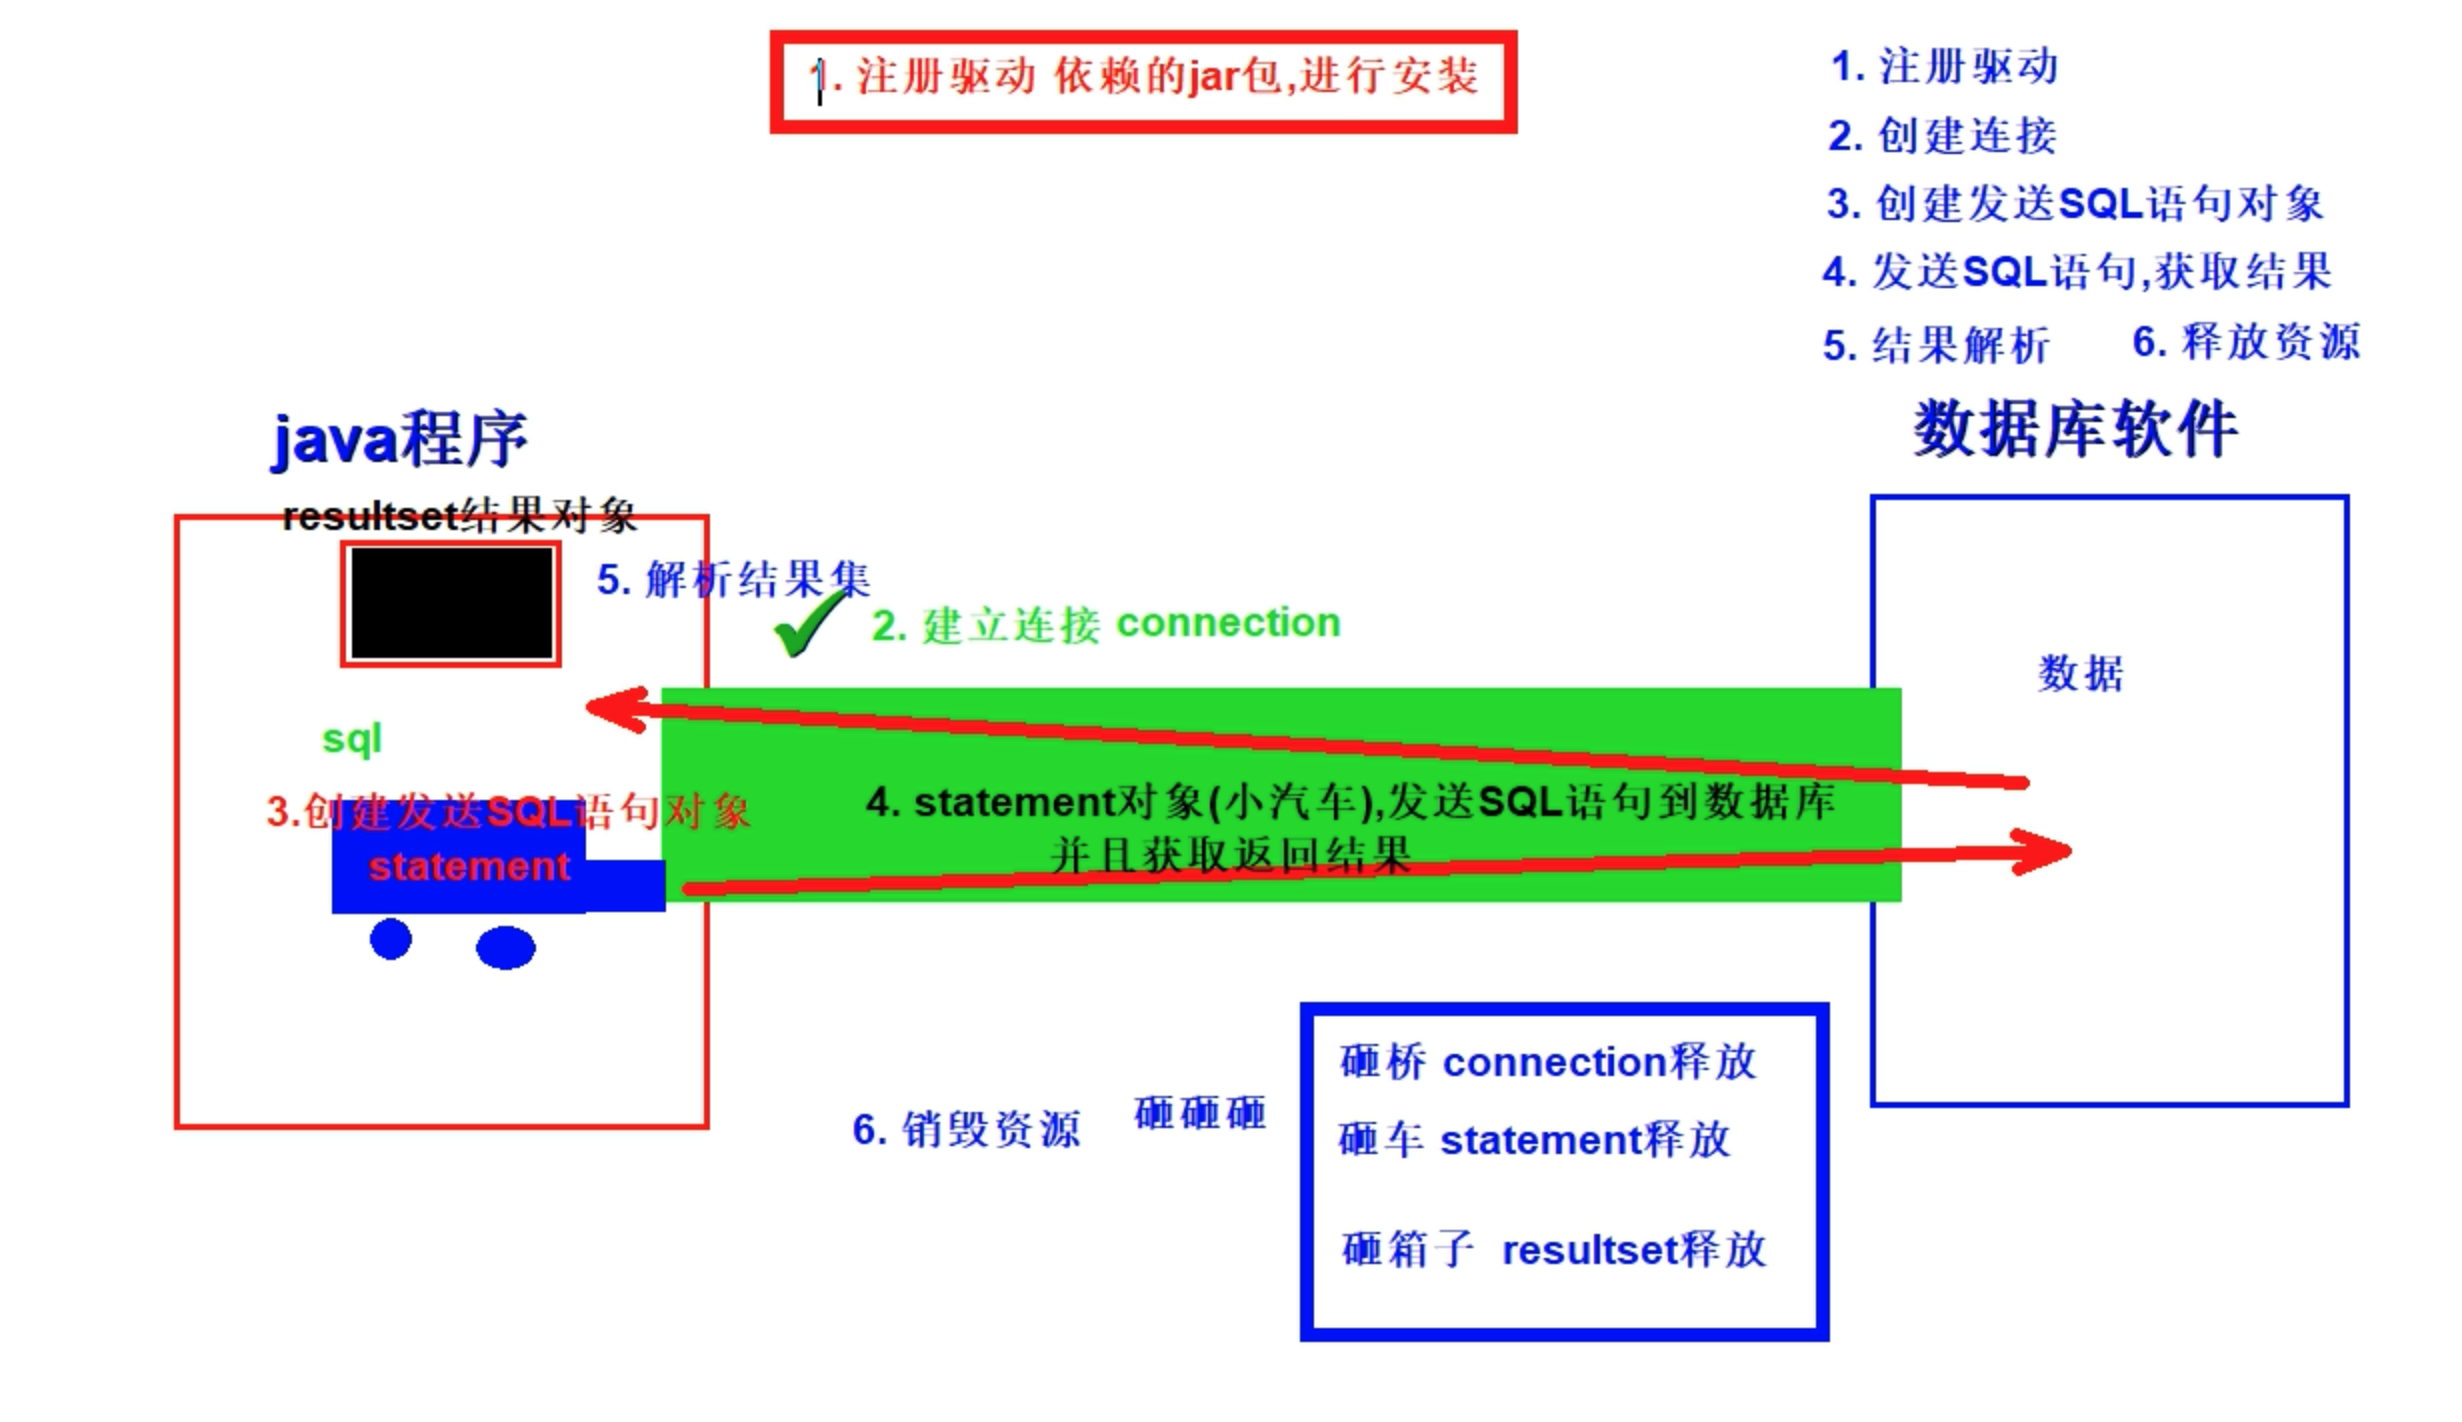 1. 注册驱动 依赖的jar包,进行安装
1. 注册驱动
2. 创建连接
3. 创建发送SQL语句对象
4. 发送SQL语句,获取结果
5. 结果解析 6. 释放资源
java程序
数据库软件
resultset结果对象
5. 解析结果集
2. 建立连接 connection
数据
sql
3.创建发送SQL语句对象
statement
4. statement对象(小汽车),发送SQL语句到数据库
并且获取返回结果
6. 销毁资源 砸砸砸
砸桥 connection释放
砸车 statement释放
砸箱子 resultset释放